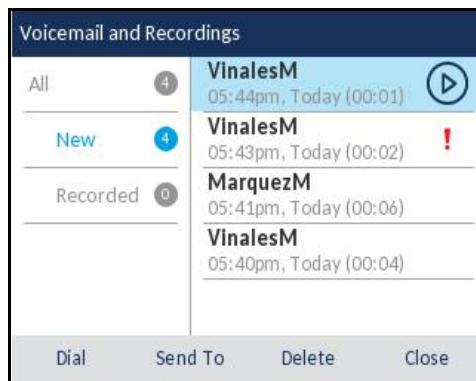 Voicemail and Recordings
All 4
New 4
Recorded 0
VinalesM
05:44pm, Today (00:01)
VinalesM
05:43pm, Today (00:02)
!
MarquezM
05:41pm, Today (00:06)
VinalesM
05:40pm, Today (00:04)
Dial Send To Delete Close